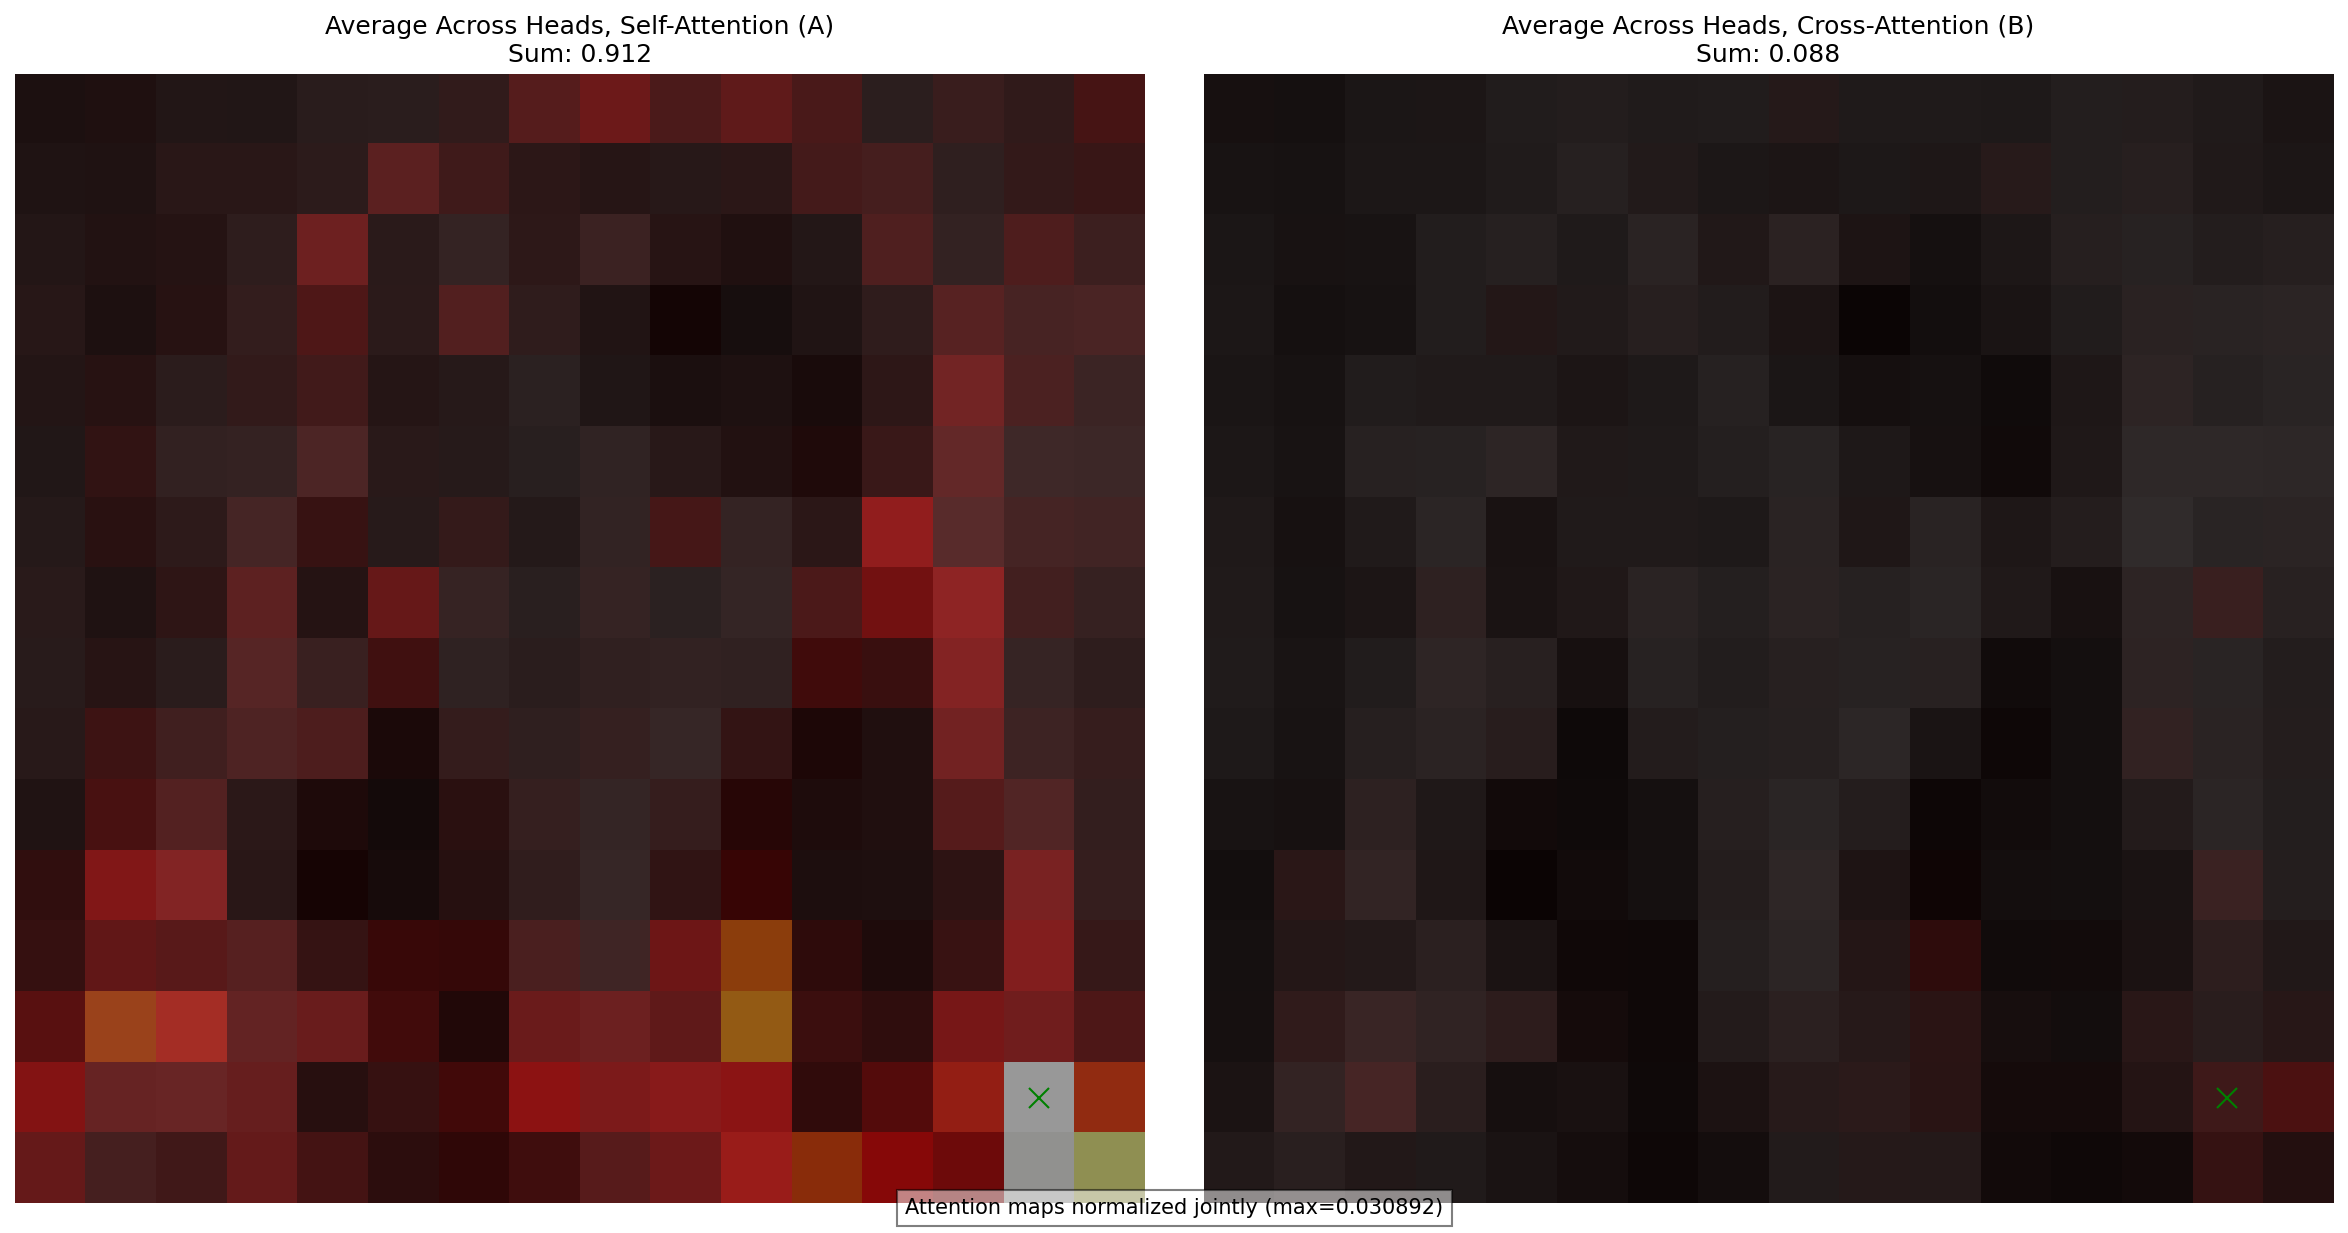 Average Across Heads, Self-Attention (A)
Sum: 0.912
Average Across Heads, Cross-Attention (B)
Sum: 0.088
Attention maps normalized jointly (max=0.030892)